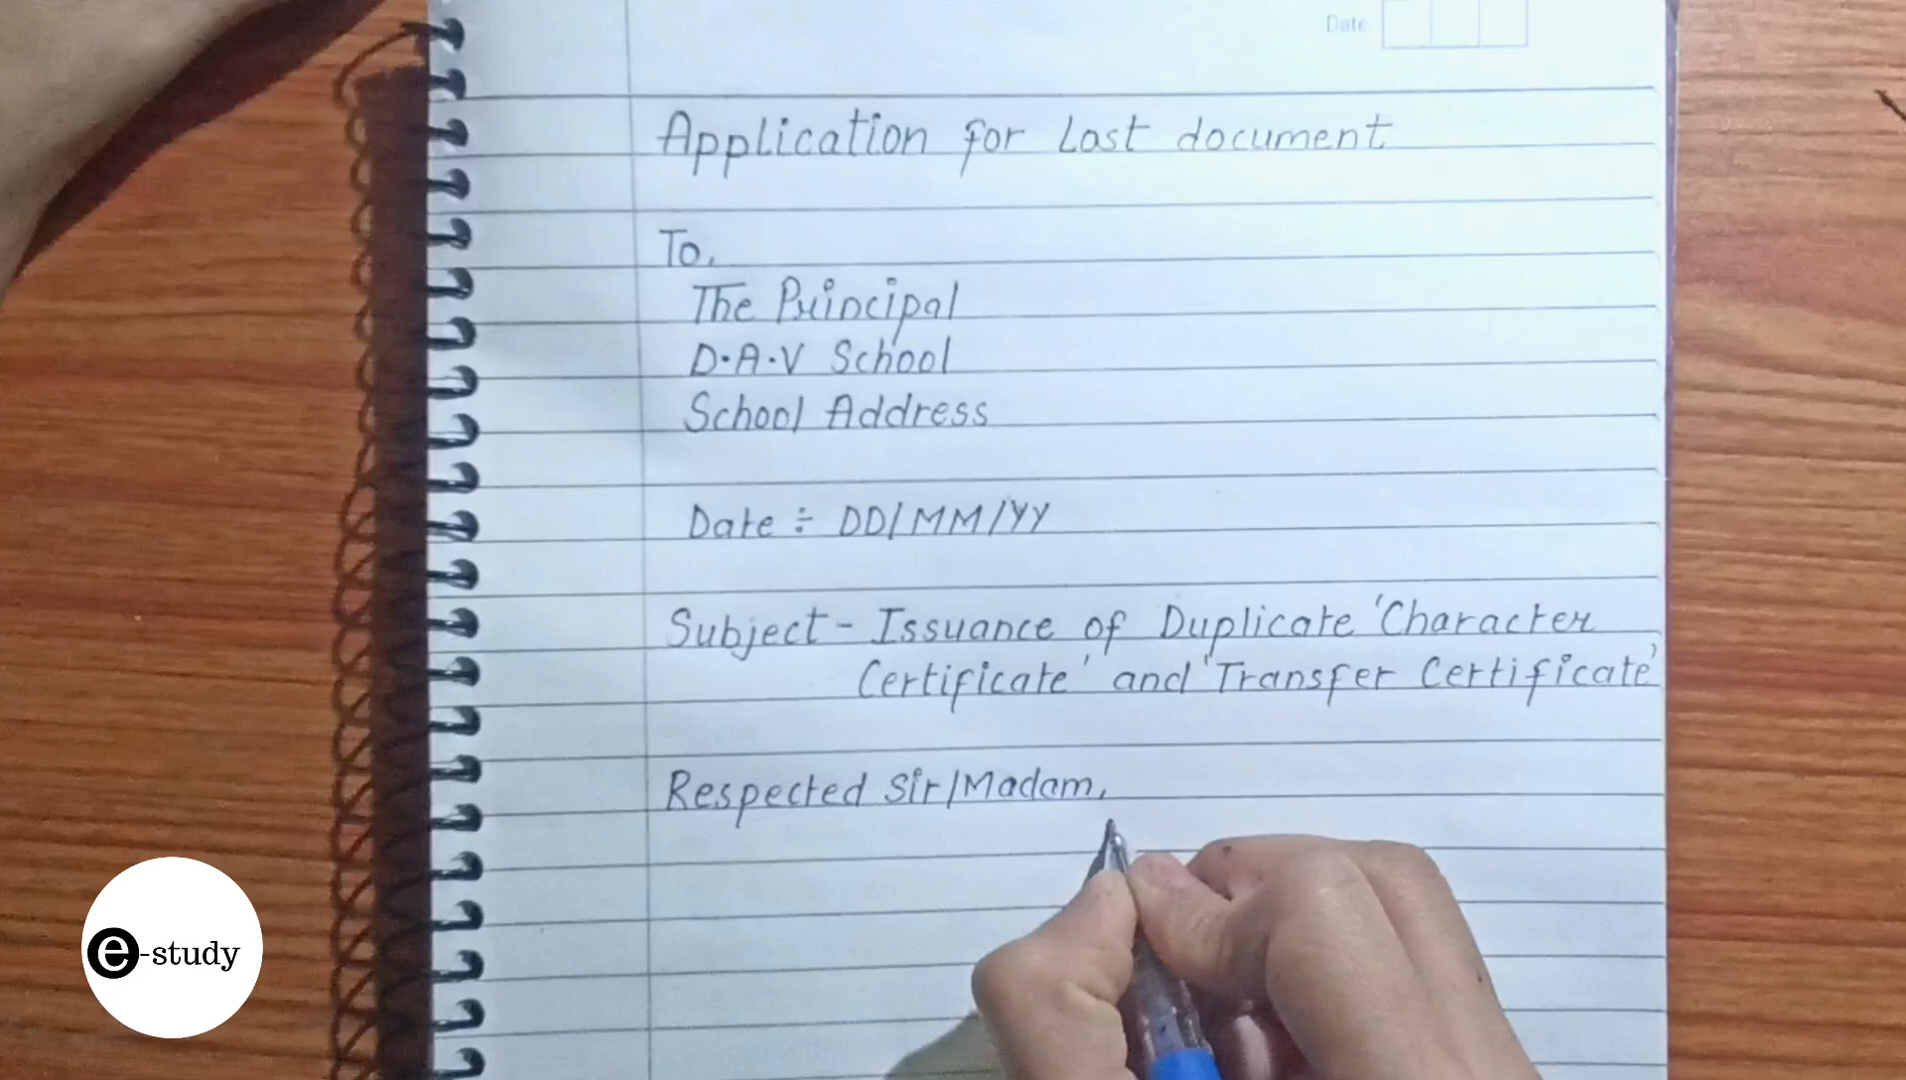 Date
Application for Lost document
To,
The Principal
D.A.V School
School Address
Date ÷ DD/MM/YY
Subject - Issuance of Duplicate 'Character
Certificate' and 'Transfer Certificate'
Respected Sir/Madam,
e-study